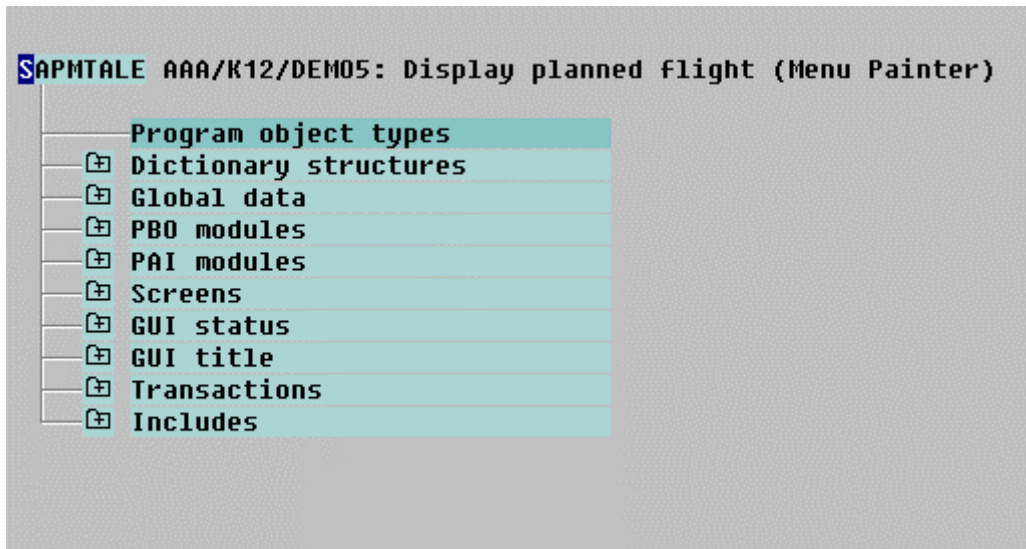 SAPMTALE AAA/K12/DEMO5: Display planned flight (Menu Painter)
Program object types
Dictionary structures
Global data
PBO modules
PAI modules
Screens
GUI status
GUI title
Transactions
Includes